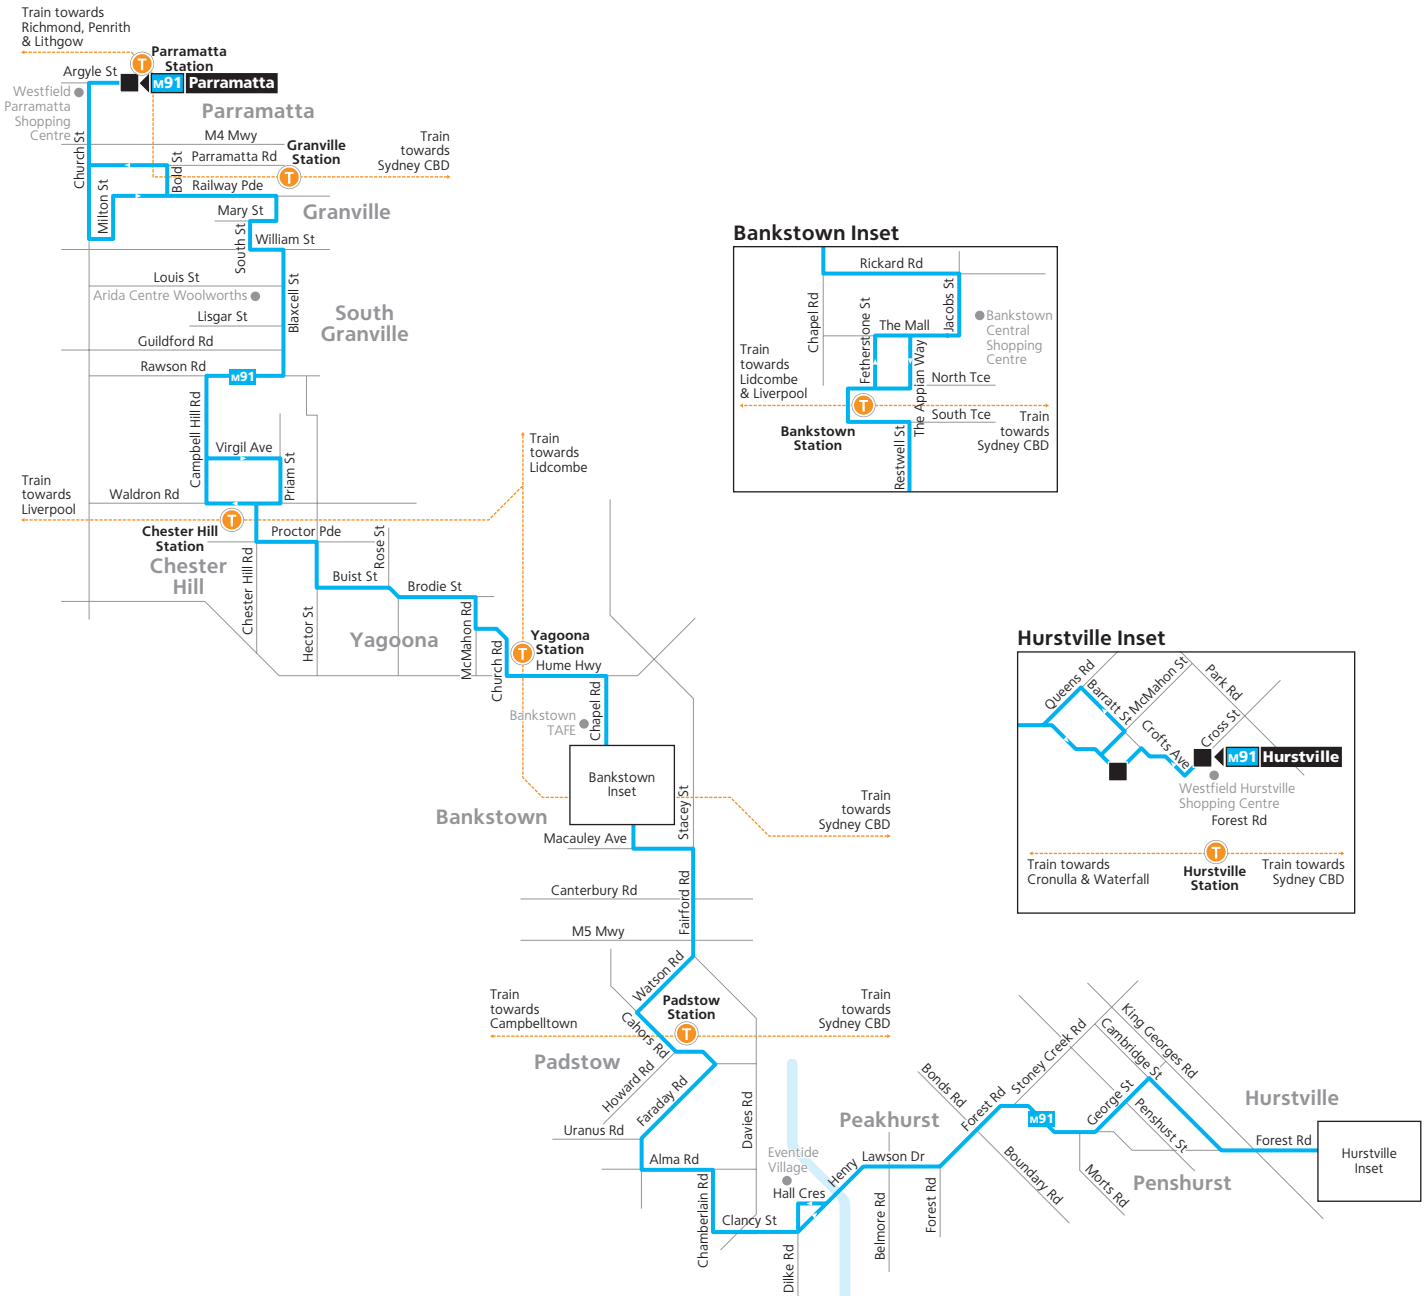 Train towards
Richmond, Penrith
& Lithgow
Parramatta
Station
T
Argyle St
M91 Parramatta
Westfield
Parramatta
Shopping
Centre
Parramatta
Church St
M4 Mwy
Granville
Station
T
Train
towards
Sydney CBD
Parramatta Rd
Bold St
Railway Pde
Milton St
Mary St
Granville
South St
William St
Louis St
Arida Centre Woolworths
Blaxcell St
South
Granville
Lisgar St
Guildford Rd
Rawson Rd
M91
Campbell Hill Rd
Virgil Ave
Priam St
Waldron Rd
Train
towards
Liverpool
Train
towards
Lidcombe
T
Chester Hill
Station
Chester
Hill
Proctor Pde
Rose St
Chester Hill Rd
Buist St
Brodie St
Hector St
Yagoona
McMahon Rd
Church Rd
Yagoona
Station
T
Hume Hwy
Chapel Rd
Bankstown
TAFE
Bankstown
Inset
Bankstown
Stacey St
Train
towards
Sydney CBD
Macauley Ave
Canterbury Rd
Fairford Rd
M5 Mwy
Watson Rd
Train
towards
Campbelltown
Padstow
Station
T
Train
towards
Sydney CBD
Cahors Rd
Padstow
Howard Rd
Faraday Rd
Uranus Rd
Davies Rd
Alma Rd
Chamberlain Rd
Clancy St
Eventide
Village
Hall Cres
Dilke Rd
Henry
Lawson Dr
Peakhurst
Belmore Rd
Forest Rd
Bonds Rd
Forest Rd
Boundary Rd
Stoney Creek Rd
M91
George St
Cambridge St
King Georges Rd
Penshust St
Morts Rd
Penshurst
Hurstville
Forest Rd
Hurstville
Inset
Bankstown Inset
Rickard Rd
Chapel Rd
Fetherstone St
The Mall
Jacobs St
Bankstown
Central
Shopping
Centre
The Appian Way
Train
towards
Lidcombe
& Liverpool
North Tce
T
South Tce
Bankstown
Station
Restwell St
Train
towards
Sydney CBD
Hurstville Inset
Queens Rd
Barratt St
McMahon St
Park Rd
Crofts Ave
Cross St
M91 Hurstville
Westfield Hurstville
Shopping Centre
Forest Rd
T
Train towards
Cronulla & Waterfall
Hurstville
Station
Train towards
Sydney CBD